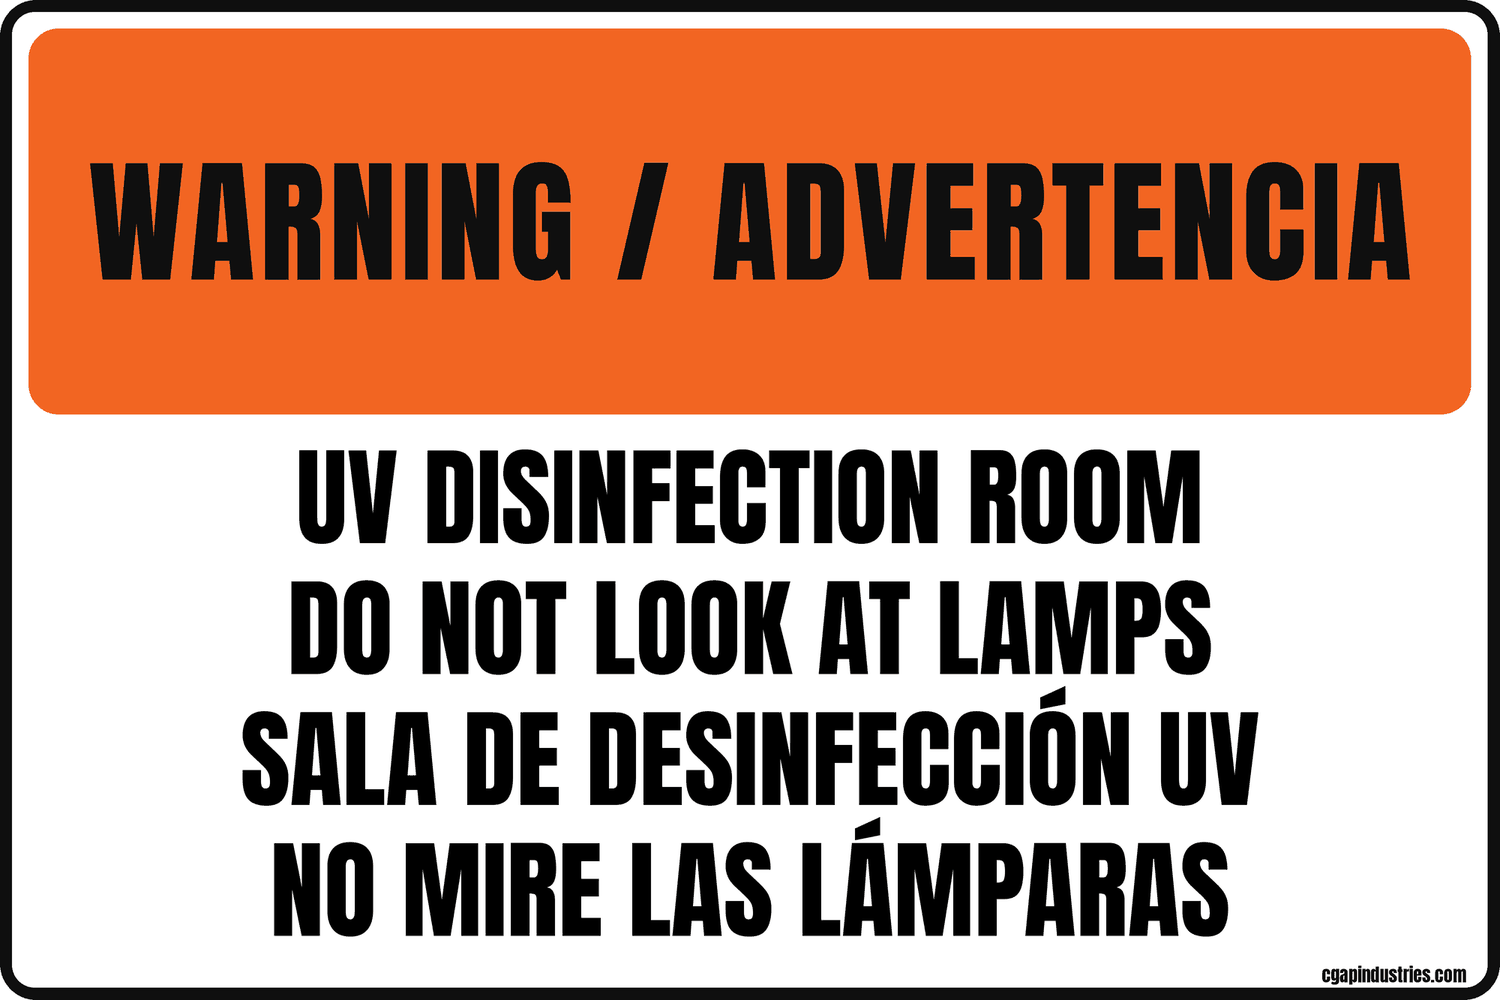 WARNING / ADVERTENCIA
UV DISINFECTION ROOM
DO NOT LOOK AT LAMPS
SALA DE DESINFECCIÓN UV
NO MIRE LAS LÁMPARAS
cgapindustries.com